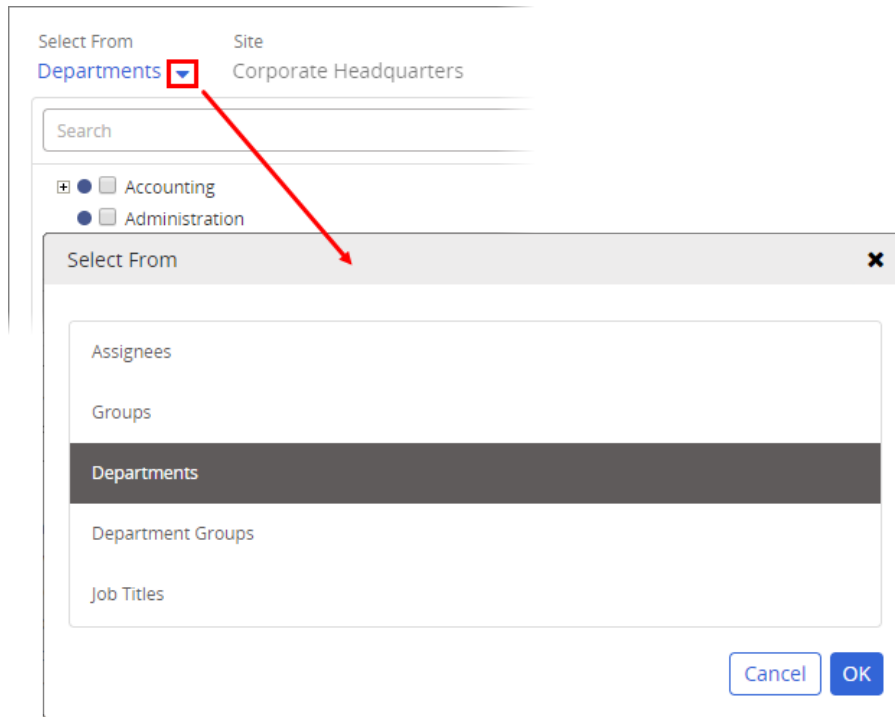 Select From Site
Departments Corporate Headquarters
Search
Accounting
Administration
Select From
Assignees
Groups
Departments
Department Groups
Job Titles
Cancel OK